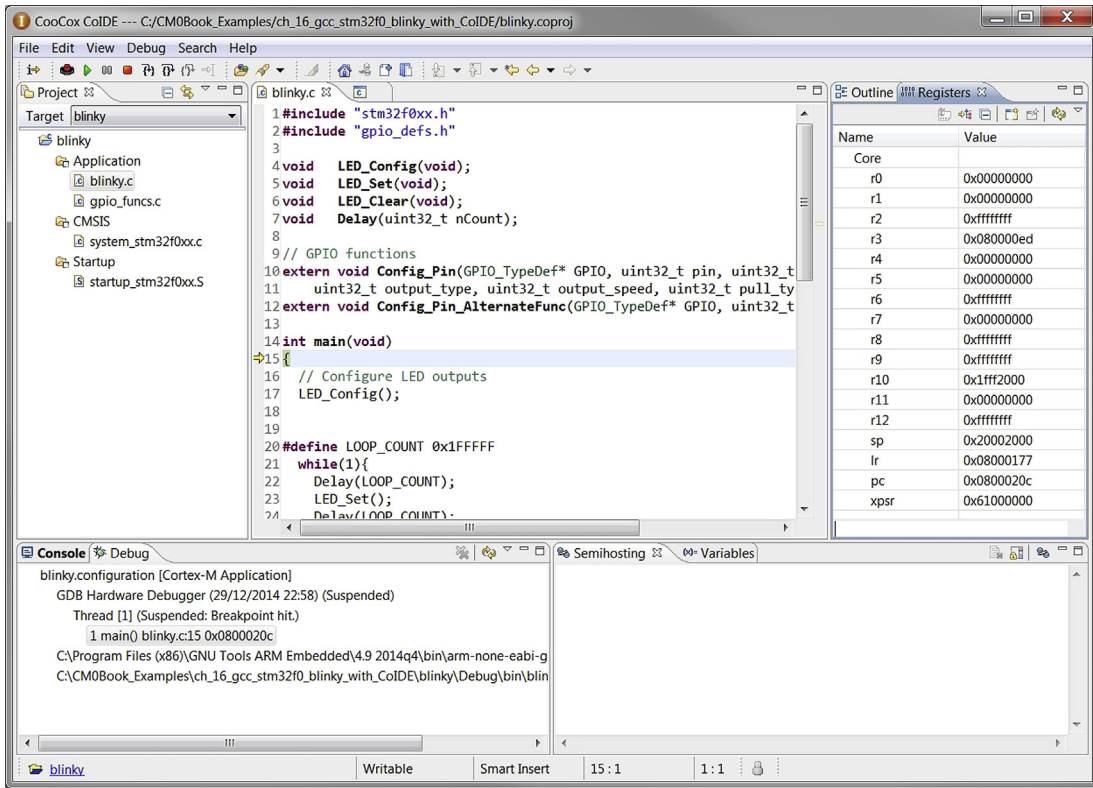 CooCox CoIDE --- C:/CM0Book_Examples/ch_16_gcc_stm32f0_blinky_with_CoIDE/blinky.coproj
File Edit View Debug Search Help
Project
Target blinky
blinky
Application
blinky.c
gpio_funcs.c
CMSIS
system_stm32f0xx.c
Startup
startup_stm32f0xx.S
blinky.c
1 #include "stm32f0xx.h"
2 #include "gpio_defs.h"
3
4 void LED_Config(void);
5 void LED_Set(void);
6 void LED_Clear(void);
7 void Delay(uint32_t nCount);
8
9 // GPIO functions
10 extern void Config_Pin(GPIO_TypeDef* GPIO, uint32_t pin, uint32_t
11 uint32_t output_type, uint32_t output_speed, uint32_t pull_ty
12 extern void Config_Pin_AlternateFunc(GPIO_TypeDef* GPIO, uint32_t
13
14 int main(void)
15 {
16 // Configure LED outputs
17 LED_Config();
18
19
20 #define LOOP_COUNT 0x1FFFFF
21 while(1){
22 Delay(LOOP_COUNT);
23 LED_Set();
24 Delay(LOOP_COUNT);
Outline Registers
Name Value
Core
r0 0x00000000
r1 0x00000000
r2 0xffffffff
r3 0x080000ed
r4 0x00000000
r5 0x00000000
r6 0xffffffff
r7 0x00000000
r8 0xffffffff
r9 0xffffffff
r10 0x1fff2000
r11 0x00000000
r12 0xffffffff
sp 0x20002000
lr 0x08000177
pc 0x0800020c
xpsr 0x61000000
Console Debug
blinky.configuration [Cortex-M Application]
GDB Hardware Debugger (29/12/2014 22:58) (Suspended)
Thread [1] (Suspended: Breakpoint hit.)
1 main() blinky.c:15 0x0800020c
C:\Program Files (x86)\GNU Tools ARM Embedded\4.9 2014q4\bin\arm-none-eabi-g
C:\CM0Book_Examples\ch_16_gcc_stm32f0_blinky_with_CoIDE\blinky\Debug\bin\blin
Semihosting Variables
blinky Writable Smart Insert 15 : 1 1 : 1